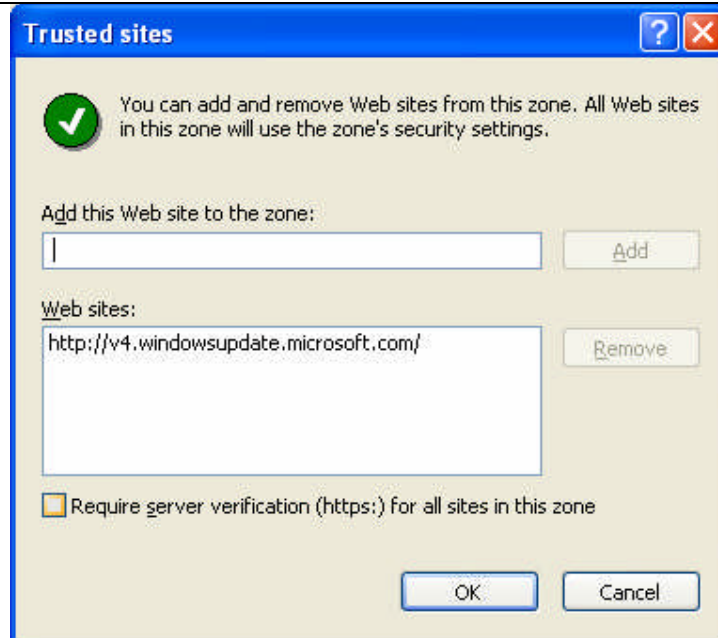 Trusted sites
You can add and remove Web sites from this zone. All Web sites
in this zone will use the zone's security settings.
Add this Web site to the zone:
Add
Web sites:
http://v4.windowsupdate.microsoft.com/
Remove
Require server verification (https:) for all sites in this zone
OK
Cancel